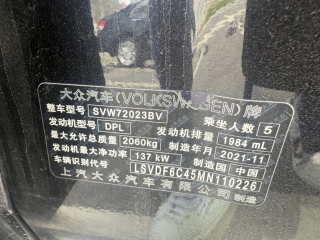 大众汽车(VOLKSWAGEN)牌
整车型号 SVW72023BV 乘坐人数 5
发动机型号 DPL 发动机排量 1984 mL
最大允许总质量 2060kg 制造年月 2021-11
发动机最大净功率 137 kW 制造国 中国
车辆识别代号 LSVDF6C45MN110226
上汽大众汽车有限公司 制造